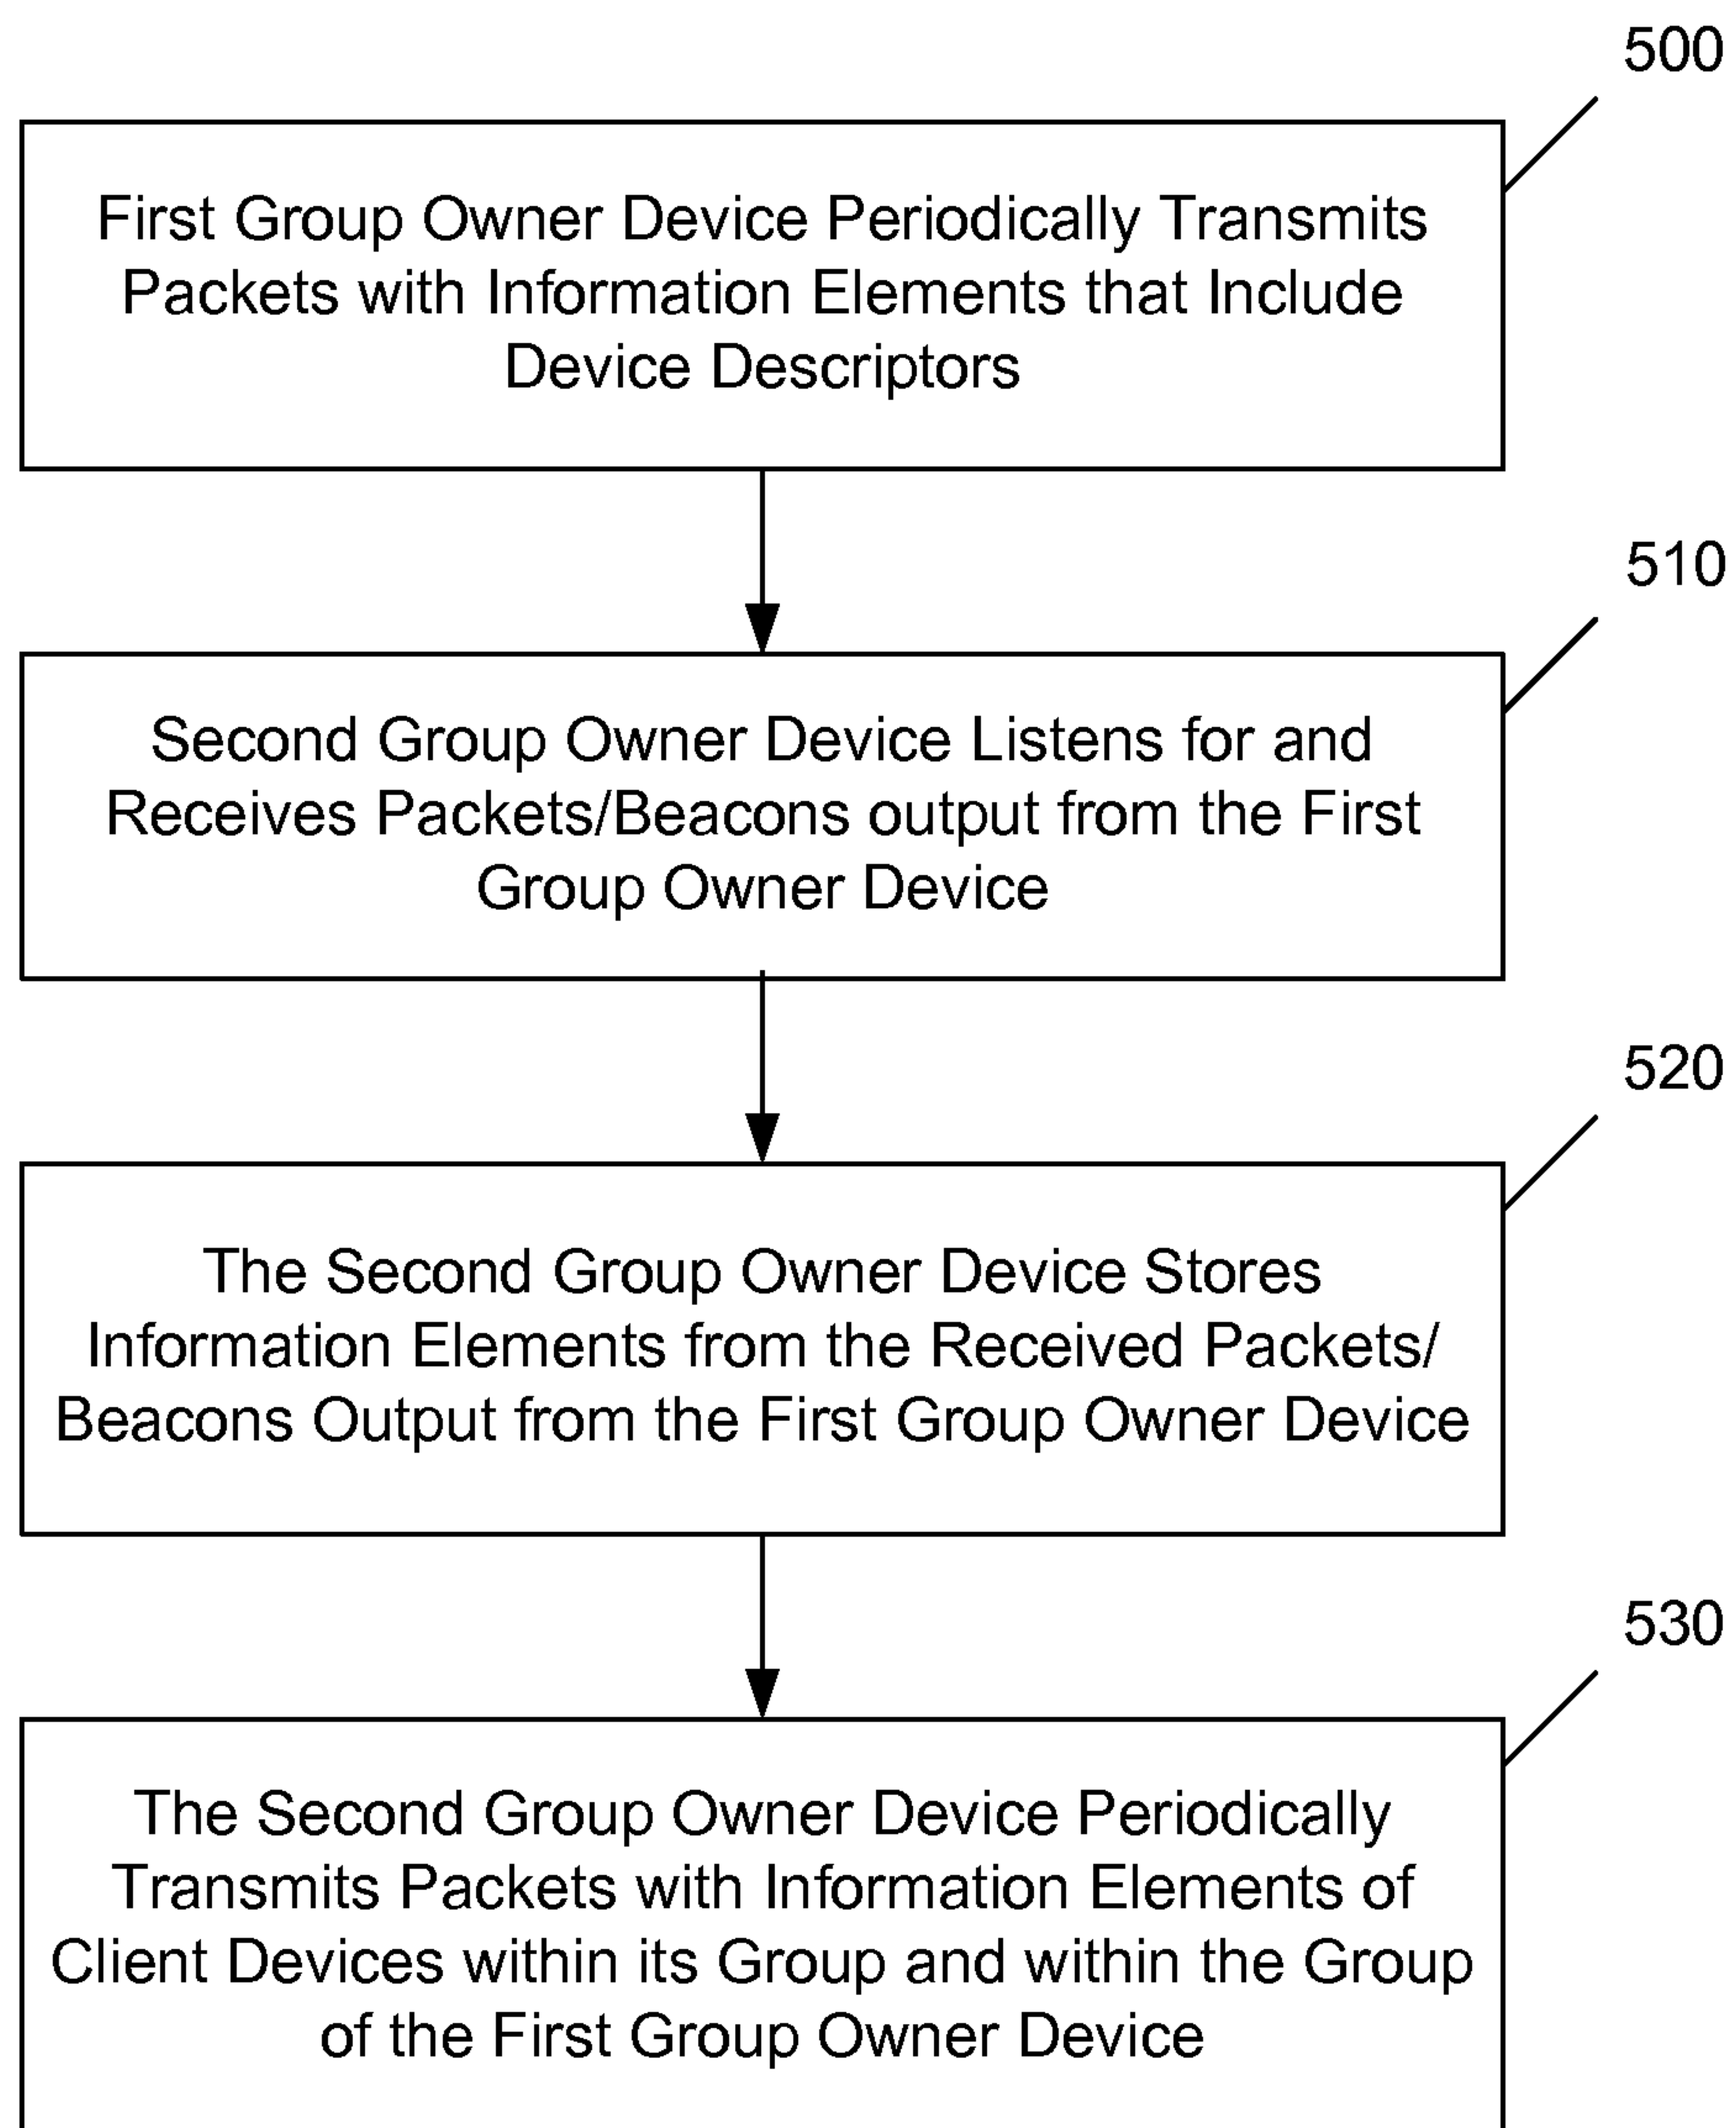 500
First Group Owner Device Periodically Transmits
Packets with Information Elements that Include
Device Descriptors
510
Second Group Owner Device Listens for and
Receives Packets/Beacons output from the First
Group Owner Device
520
The Second Group Owner Device Stores
Information Elements from the Received Packets/
Beacons Output from the First Group Owner Device
530
The Second Group Owner Device Periodically
Transmits Packets with Information Elements of
Client Devices within its Group and within the Group
of the First Group Owner Device